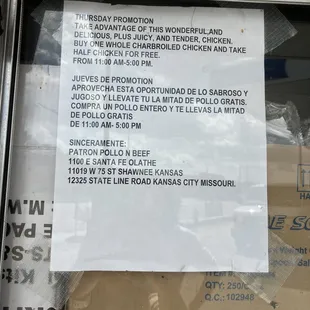 THURSDAY PROMOTION
TAKE ADVANTAGE OF THIS WONDERFUL,AND
DELICIOUS, PLUS JUICY, AND TENDER, CHICKEN.
BUY ONE WHOLE CHARBROILED CHICKEN AND TAKE
HALF CHICKEN FOR FREE.
FROM 11:00 AM-5:00 PM.
JUEVES DE PROMOTION
APROVECHA ESTA OPORTUNIDAD DE LO SABROSO Y
JUGOSO Y LLEVATE TU LA MITAD DE POLLO GRATIS.
COMPRA UN POLLO ENTERO Y TE LLEVAS LA MITAD
DE POLLO GRATIS
DE 11:00 AM- 5:00 PM
SINCERAMENTE:
PATRON POLLO N BEEF
1100 E SANTA FE OLATHE
11019 W 75 ST SHAWNEE KANSAS
12325 STATE LINE ROAD KANSAS CITY MISSOURI.
QTY: 250/
Q.C.: 102948